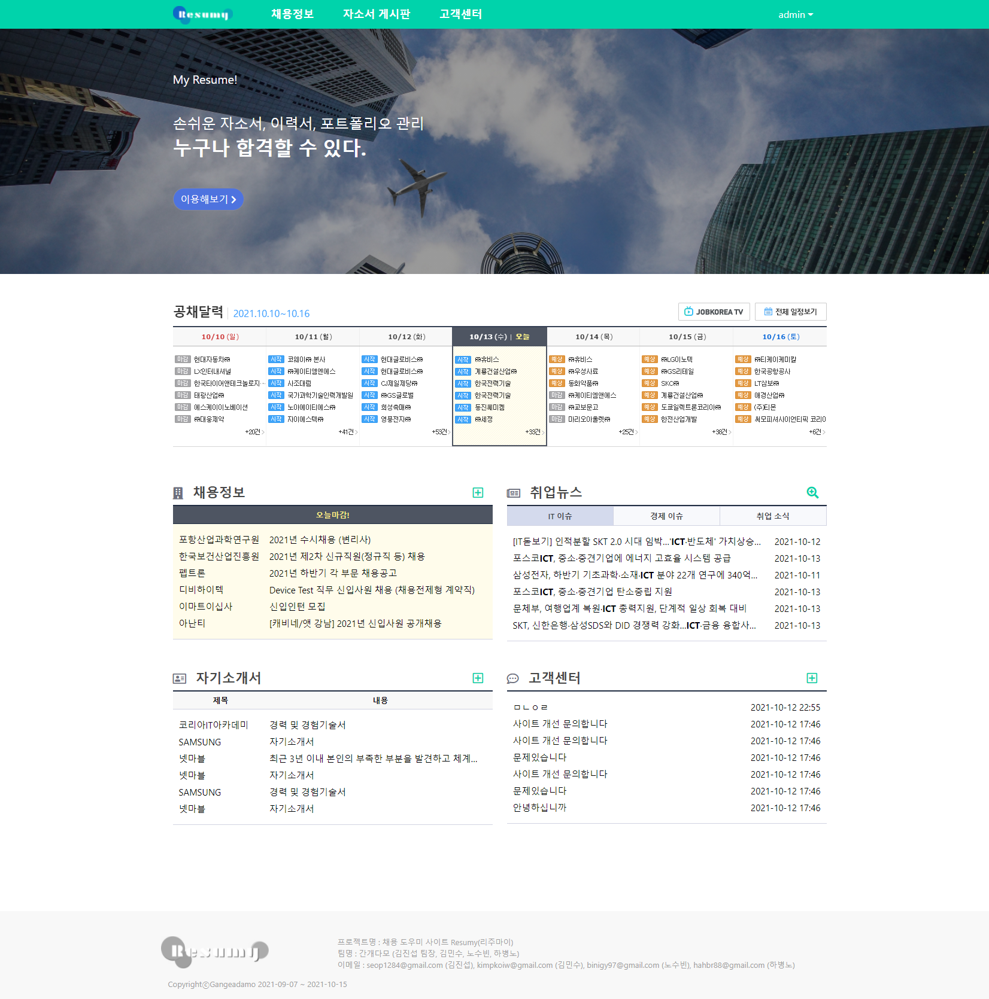 Resumy
채용정보
자소서 게시판
고객센터
admin
My Resume!
손쉬운 자소서, 이력서, 포트폴리오 관리
누구나 합격할 수 있다.
이용해보기
공채달력
2021.10.10~10.16
JOBKOREA TV
전체 일정보기
10/10 (일)
10/11 (월)
10/12 (화)
10/13 (수) | 오늘
10/14 (목)
10/15 (금)
10/16 (토)
마감 현대자동차㈜
마감 LX인터내셔널
마감 한국타이어앤테크놀로지…
마감 태광산업㈜
마감 에스케이이노베이션
마감 ㈜대웅제약
+20건
시작 코웨이㈜ 본사
시작 ㈜케이티앰엔에스
시작 사조대림
시작 국가과학기술인력개발원
시작 노아에이티에스㈜
시작 자이에스텍㈜
+41건
시작 현대글로비스㈜
시작 현대글로비스㈜
시작 CJ제일제당㈜
시작 ㈜GS글로벌
시작 희성촉매㈜
시작 영풍전자㈜
+53건
시작 ㈜휴비스
시작 계룡건설산업㈜
시작 한국전력기술
시작 한국전력기술
시작 동진쎄미켐
시작 ㈜세정
+33건
예상 ㈜휴비스
예상 ㈜우성사료
예상 동화약품㈜
마감 ㈜케이티엠앤에스
마감 ㈜교보문고
마감 마리오아울렛㈜
+25건
예상 ㈜LG이노텍
예상 ㈜GS리테일
예상 SKC㈜
예상 계룡건설산업㈜
예상 도쿄일렉트론코리아㈜
예상 한전산업개발
+38건
예상 ㈜티케이케미칼
예상 한국공항공사
예상 LT삼보㈜
예상 애경산업㈜
예상 (주)티몬
예상 써모피셔사이언티픽 코리아
+6건
채용정보
오늘마감!
포항산업과학연구원 2021년 수시채용 (변리사)
한국보건산업진흥원 2021년 제2차 신규직원(정규직 등) 채용
펩트론 2021년 하반기 각 부문 채용공고
디비하이텍 Device Test 직무 신입사원 채용 (채용전제형 계약직)
이마트이십사 신입인턴 모집
아난티 [캐비네/앳 강남] 2021년 신입사원 공개채용
취업뉴스
IT 이슈
경제 이슈
취업 소식
[IT돋보기] 인적분할 SKT 2.0 시대 임박...'ICT·반도체' 가치상승... 2021-10-12
포스코ICT, 중소·중견기업에 에너지 고효율 시스템 공급 2021-10-13
삼성전자, 하반기 기초과학·소재·ICT 분야 22개 연구에 340억... 2021-10-11
포스코ICT, 중소·중견기업 탄소중립 지원 2021-10-13
문체부, 여행업계 복원·ICT 총력지원, 단계적 일상 회복 대비 2021-10-13
SKT, 신한은행·삼성SDS와 DID 경쟁력 강화...ICT·금융 융합사... 2021-10-13
자기소개서
제목 내용
코리아IT아카데미 경력 및 경험기술서
SAMSUNG 자기소개서
넷마블 최근 3년 이내 본인의 부족한 부분을 발견하고 체계...
넷마블 자기소개서
SAMSUNG 경력 및 경험기술서
넷마블 자기소개서
고객센터
ㅁㄴㅇㄹ 2021-10-12 22:55
사이트 개선 문의합니다 2021-10-12 17:46
사이트 개선 문의합니다 2021-10-12 17:46
문제있습니다 2021-10-12 17:46
사이트 개선 문의합니다 2021-10-12 17:46
문제있습니다 2021-10-12 17:46
안녕하십니까 2021-10-12 17:46
Resumy
프로젝트명 : 채용 도우미 사이트 Resumy(리주마이)
팀명 : 간개다모 (김진섭 팀장, 김민수, 노수빈, 하병노)
이메일 : seop1284@gmail.com (김진섭), kimpkoiw@gmail.com (김민수), binigy97@gmail.com (노수빈), hahbr88@gmail.com (하병노)
CopyrightⓒGangeadamo 2021-09-07 ~ 2021-10-15